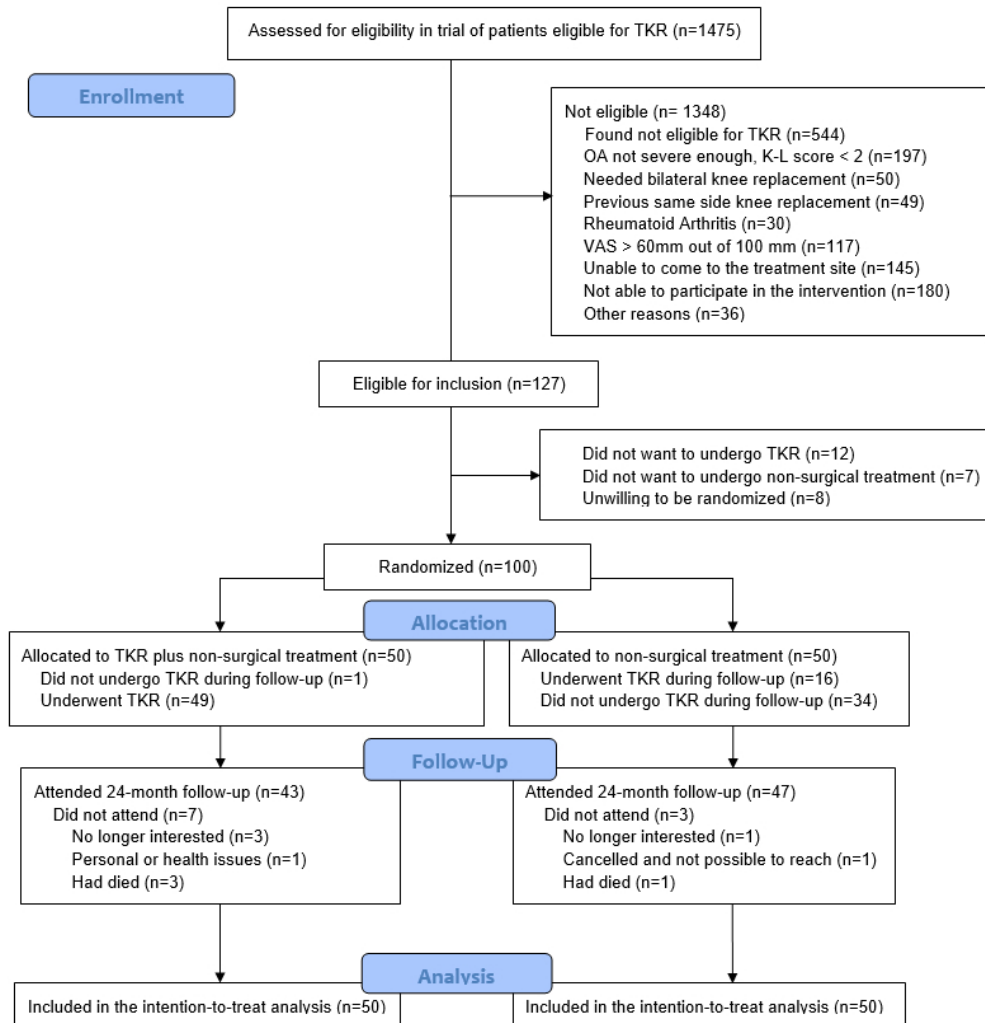 Assessed for eligibility in trial of patients eligible for TKR (n=1475)
Enrollment
Not eligible (n= 1348)
Found not eligible for TKR (n=544)
OA not severe enough, K-L score < 2 (n=197)
Needed bilateral knee replacement (n=50)
Previous same side knee replacement (n=49)
Rheumatoid Arthritis (n=30)
VAS > 60mm out of 100 mm (n=117)
Unable to come to the treatment site (n=145)
Not able to participate in the intervention (n=180)
Other reasons (n=36)
Eligible for inclusion (n=127)
Did not want to undergo TKR (n=12)
Did not want to undergo non-surgical treatment (n=7)
Unwilling to be randomized (n=8)
Randomized (n=100)
Allocation
Allocated to TKR plus non-surgical treatment (n=50)
Did not undergo TKR during follow-up (n=1)
Underwent TKR (n=49)
Allocated to non-surgical treatment (n=50)
Underwent TKR during follow-up (n=16)
Did not undergo TKR during follow-up (n=34)
Follow-Up
Attended 24-month follow-up (n=43)
Did not attend (n=7)
No longer interested (n=3)
Personal or health issues (n=1)
Had died (n=3)
Attended 24-month follow-up (n=47)
Did not attend (n=3)
No longer interested (n=1)
Cancelled and not possible to reach (n=1)
Had died (n=1)
Analysis
Included in the intention-to-treat analysis (n=50)
Included in the intention-to-treat analysis (n=50)